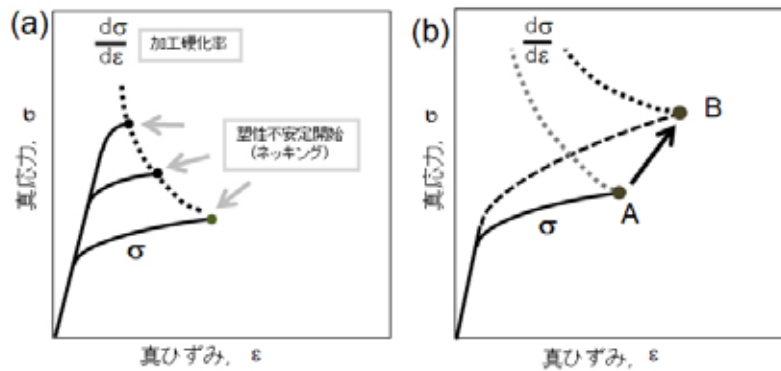 (a)
dσ
dε
加工硬化率
塑性不安定開始
(ネッキング)
σ
真応力, σ
真ひずみ, ε
(b)
dσ
dε
B
A
σ
真応力, σ
真ひずみ, ε